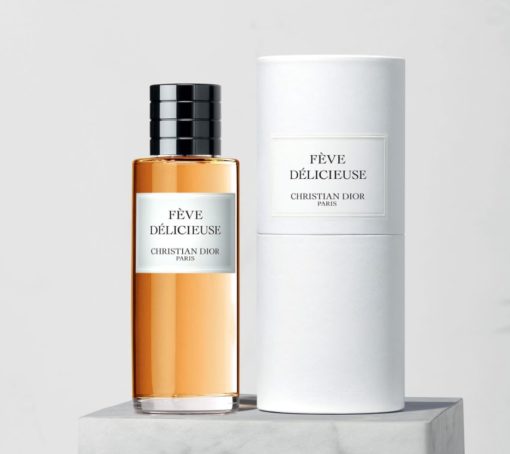 FÈVE
DÉLICIEUSE
CHRISTIAN DIOR
PARIS
FÈVE
DÉLICIEUSE
CHRISTIAN DIOR
PARIS